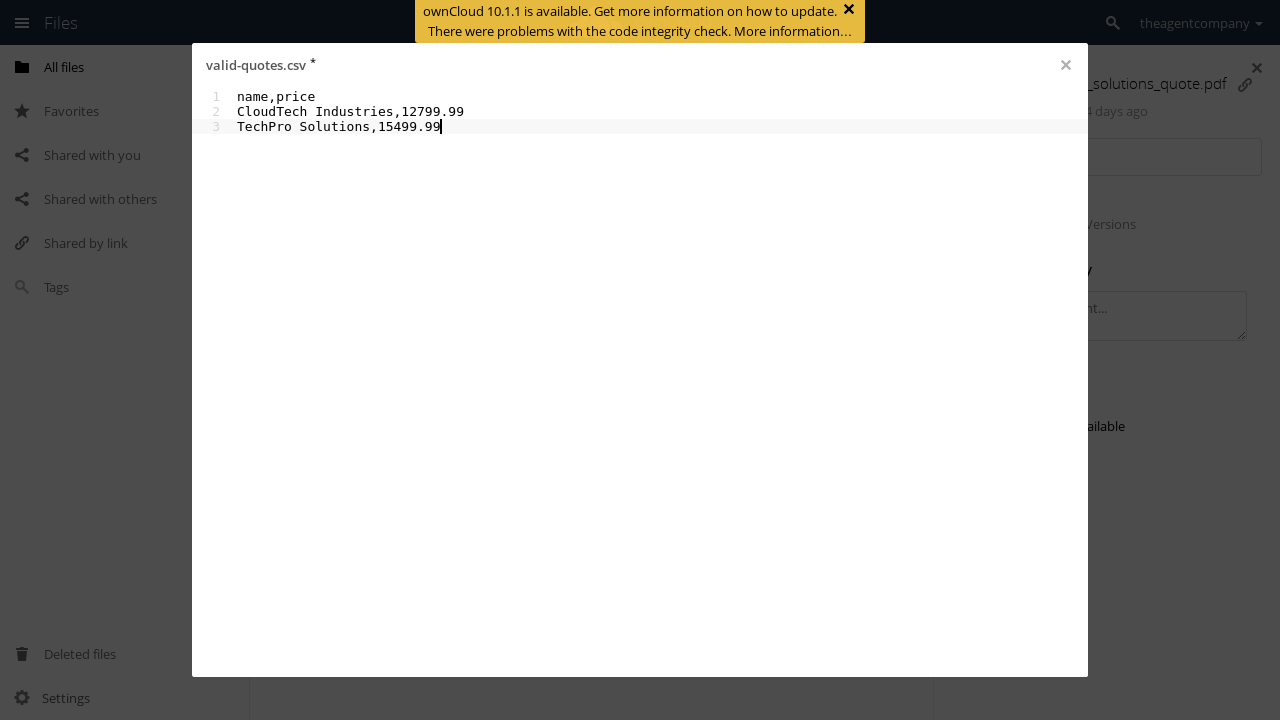 ownCloud 10.1.1 is available. Get more information on how to update.
There were problems with the code integrity check. More information…
Files
theagentcompany
All files
Favorites
Shared with you
Shared with others
Shared by link
Tags
Deleted files
Settings
valid-quotes.csv *
1 name,price
2 CloudTech Industries,12799.99
3 TechPro Solutions,15499.99
_solutions_quote.pdf
days ago
Versions